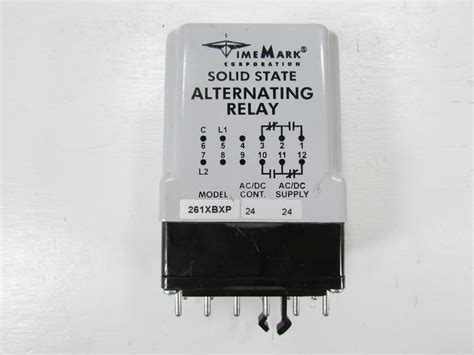 TIMEMARK®
CORPORATION
SOLID STATE
ALTERNATING
RELAY
C L1
6 5 4 3 2 1
7 8 9 10 11 12
L2
MODEL AC/DC CONT. AC/DC SUPPLY
261XBXP 24 24